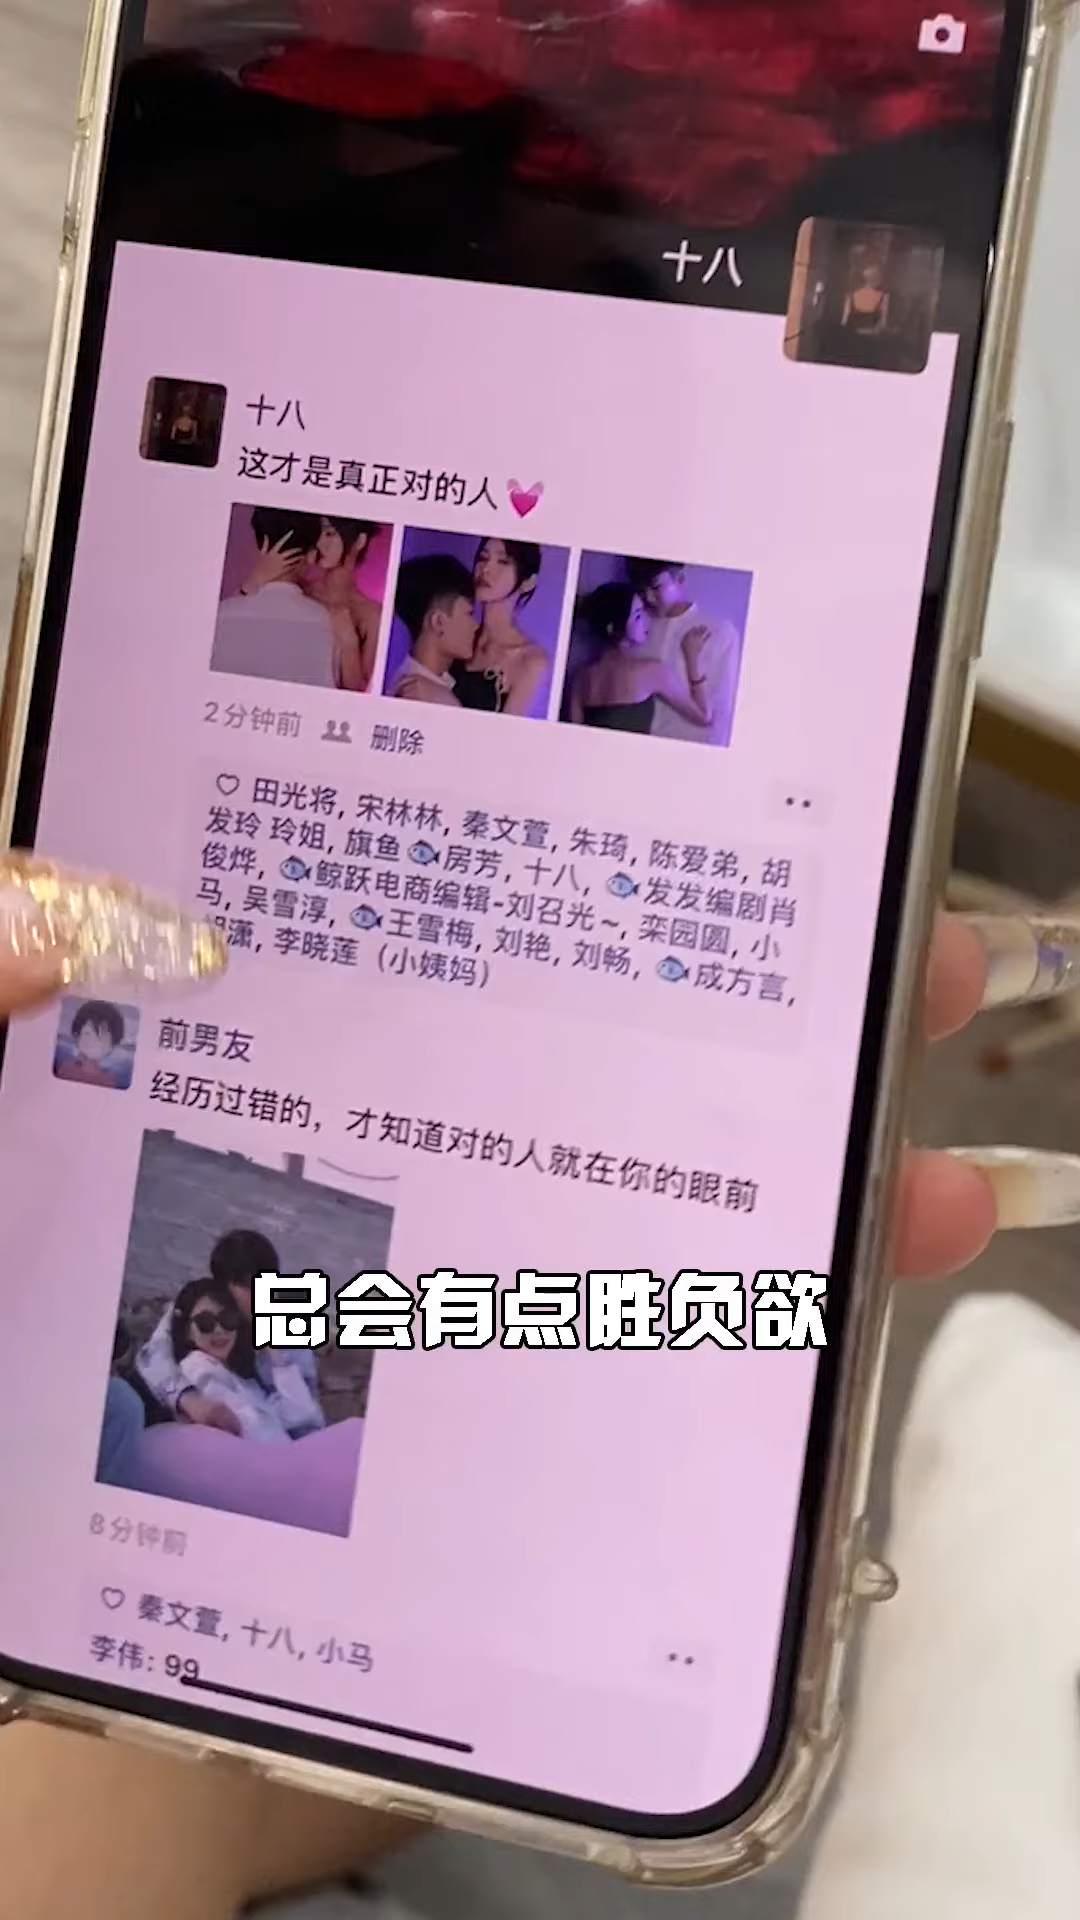 十八
十八
这才是真正对的人💓
2分钟前 删除
田光将, 宋林林, 秦文萱, 朱琦, 陈爱弟, 胡
发玲 玲姐, 旗鱼🐟房芳, 十八, 🐟发发编剧肖
俊烨, 🐟鲸跃电商编辑-刘召光~, 栾园圆, 小
马, 吴雪淳, 🐟王雪梅, 刘艳, 刘畅, 🐟成方言,
潇, 李晓莲（小姨妈）
前男友
经历过错的，才知道对的人就在你的眼前
总会有点胜负欲
8分钟前
秦文萱, 十八, 小马
李伟: 99